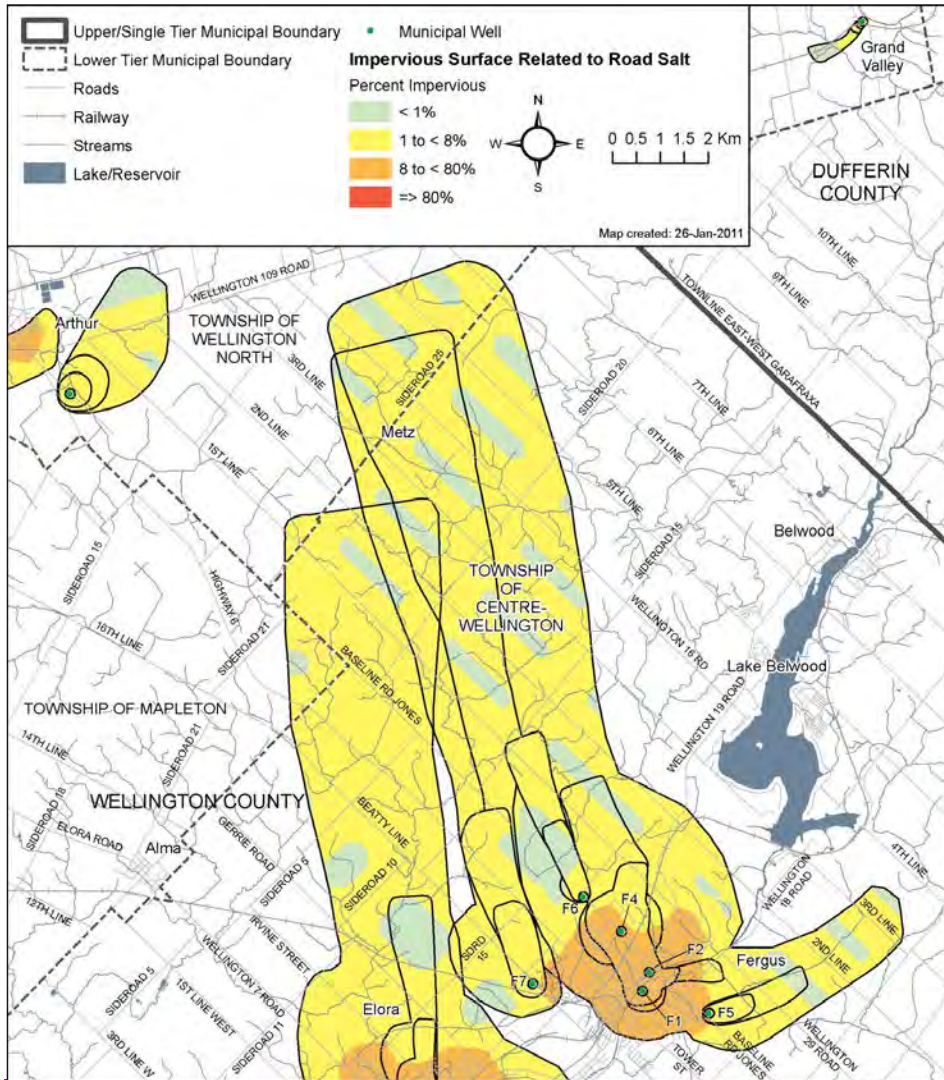 Upper/Single Tier Municipal Boundary
Lower Tier Municipal Boundary
Roads
Railway
Streams
Lake/Reservoir
Municipal Well
Impervious Surface Related to Road Salt
Percent Impervious
< 1%
1 to < 8%
8 to < 80%
=> 80%
N
W
E
S
0 0.5 1 1.5 2 Km
Map created: 26-Jan-2011
Grand
Valley
DUFFERIN
COUNTY
10TH LINE
9TH LINE
TOWNLINE EAST-WEST GARAFRAXA
WELLINGTON 109 ROAD
Arthur
TOWNSHIP OF
WELLINGTON
NORTH
3RD LINE
2ND LINE
1ST LINE
SIDEROAD 25
Metz
SIDEROAD 20
7TH LINE
6TH LINE
5TH LINE
SIDEROAD 15
Belwood
SIDEROAD 15
HIGHWAY 6
SIDEROAD 21
16TH LINE
TOWNSHIP
OF
CENTRE-
WELLINGTON
WELLINGTON 16 RD
Lake Belwood
WELLINGTON 19 ROAD
BASELINE RD JONES
TOWNSHIP OF MAPLETON
14TH LINE
SIDEROAD 21
WELLINGTON COUNTY
SIDEROAD 18
ELORA ROAD
Alma
GERRIE ROAD
BEATTY LINE
SIDEROAD 5
SIDEROAD 10
12TH LINE
IRVINE STREET
WELLINGTON 7 ROAD
SIDEROAD 5
1ST LINE WEST
SIDEROAD 11
3RD LINE W
Elora
SDRD
15
F7
F6
F4
F2
F1
F5
Fergus
WELLINGTON
18 ROAD
4TH LINE
3RD LINE
2ND LINE
WELLINGTON
29 ROAD
BASELINE
RD JONES
TOWER
ST